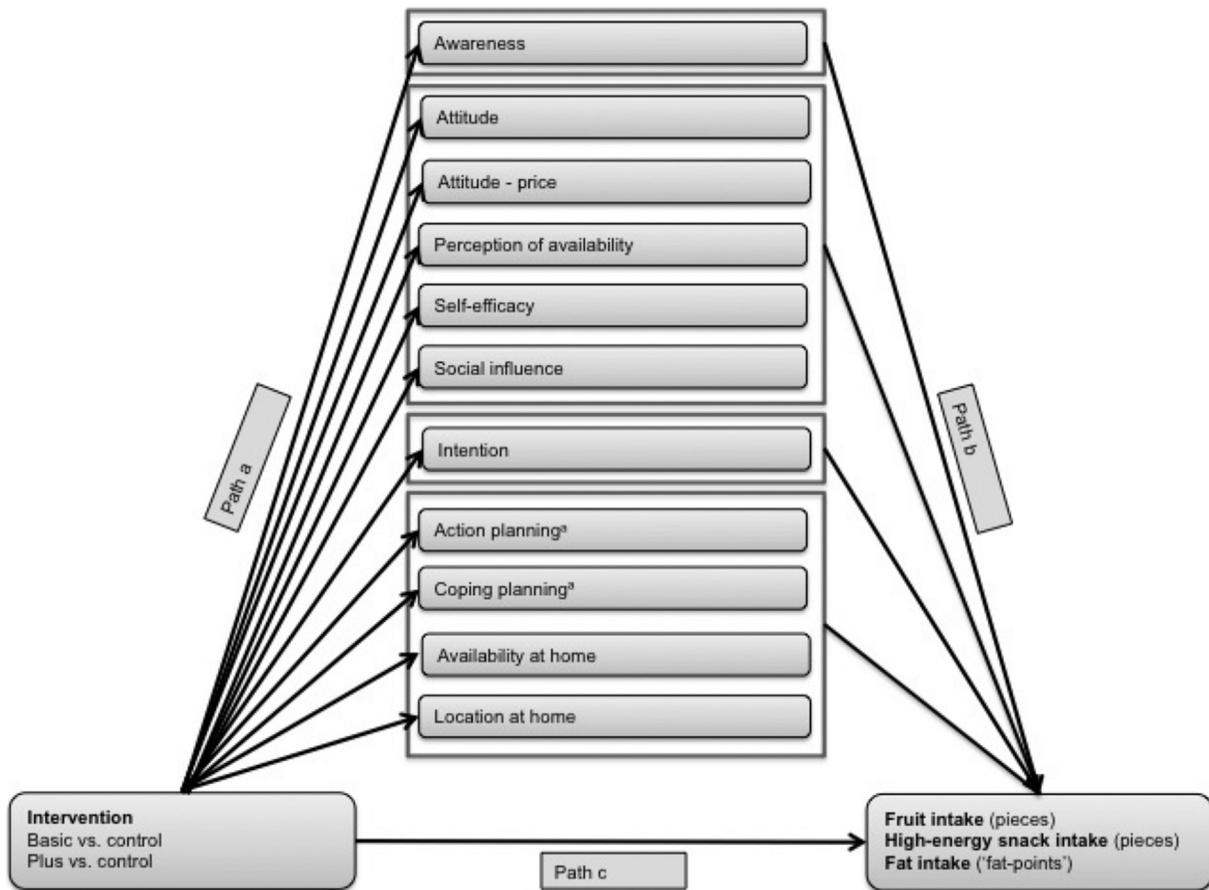 Awareness
Attitude
Attitude - price
Perception of availability
Self-efficacy
Social influence
Path a
Path b
Intention
Action planningᵃ
Coping planningᵃ
Availability at home
Location at home
Intervention
Basic vs. control
Plus vs. control
Path c
Fruit intake (pieces)
High-energy snack intake (pieces)
Fat intake (‘fat-points’)